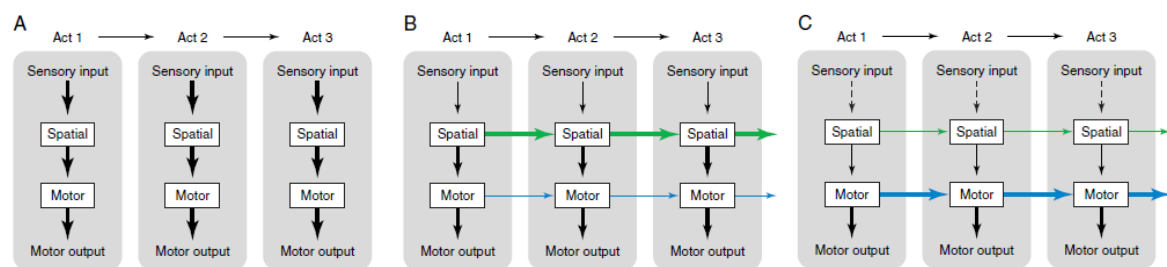 A
Act 1 Act 2 Act 3
Sensory input Sensory input Sensory input
Spatial Spatial Spatial
Motor Motor Motor
Motor output Motor output Motor output
B
Act 1 Act 2 Act 3
Sensory input Sensory input Sensory input
Spatial Spatial Spatial
Motor Motor Motor
Motor output Motor output Motor output
C
Act 1 Act 2 Act 3
Sensory input Sensory input Sensory input
Spatial Spatial Spatial
Motor Motor Motor
Motor output Motor output Motor output